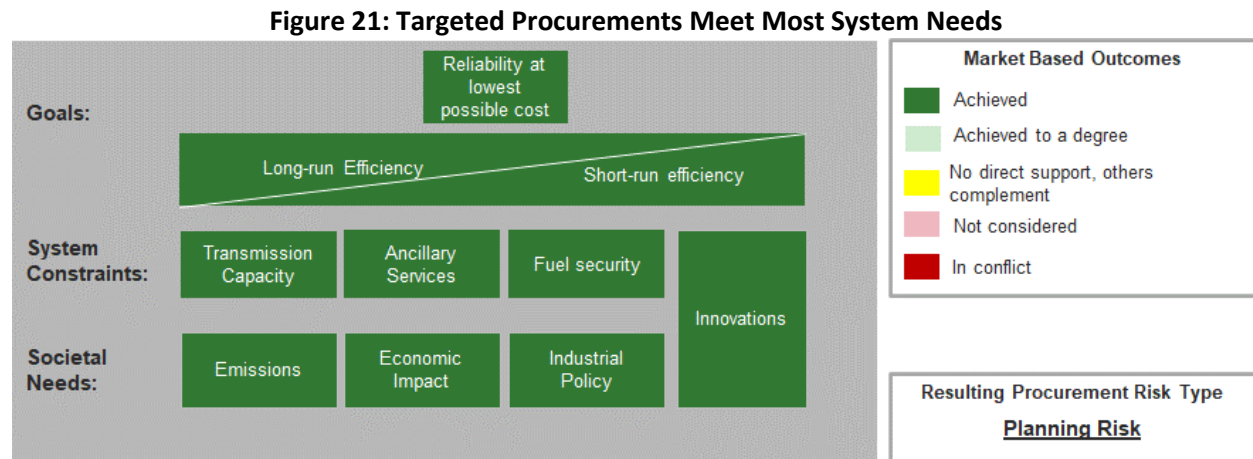 Figure 21: Targeted Procurements Meet Most System Needs
Goals:
Reliability at
lowest
possible cost
Long-run Efficiency
Short-run efficiency
System
Constraints:
Transmission
Capacity
Ancillary
Services
Fuel security
Innovations
Societal
Needs:
Emissions
Economic
Impact
Industrial
Policy
Market Based Outcomes
Achieved
Achieved to a degree
No direct support, others
complement
Not considered
In conflict
Resulting Procurement Risk Type
Planning Risk